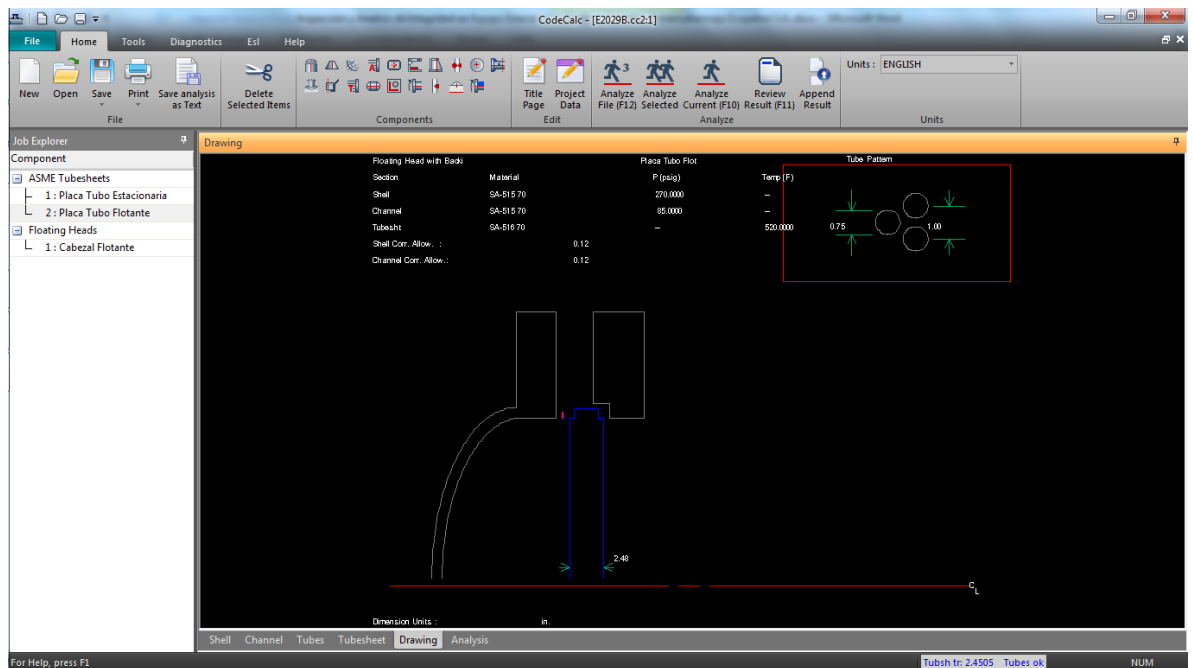 CodeCalc - [E2029B.cc2:1]
File Home Tools Diagnostics Esl Help
New Open Save Print Save analysis as Text
File
Delete Selected Items
Components
Title Page Project Data
Edit
Analyze File (F12) Analyze Selected Analyze Current (F10) Review Result (F11) Append Result
Analyze
Units : ENGLISH
Units
Job Explorer
Component
ASME Tubesheets
1 : Placa Tubo Estacionaria
2 : Placa Tubo Flotante
Floating Heads
1 : Cabezal Flotante
Drawing
Floating Head with Backi Placa Tubo Flot Tube Pattern
Section Material P (psig) Temp (F)
Shell SA-515 70 270.0000 --
Channel SA-515 70 85.0000 --
Tubesht SA-516 70 -- 520.0000
Shell Corr. Allow. : 0.12
Channel Corr. Allow.: 0.12
0.75 1.00
2.48
CL
Dimension Units : in.
Shell Channel Tubes Tubesheet Drawing Analysis
For Help, press F1
Tubsh tr: 2.4505 Tubes ok
NUM